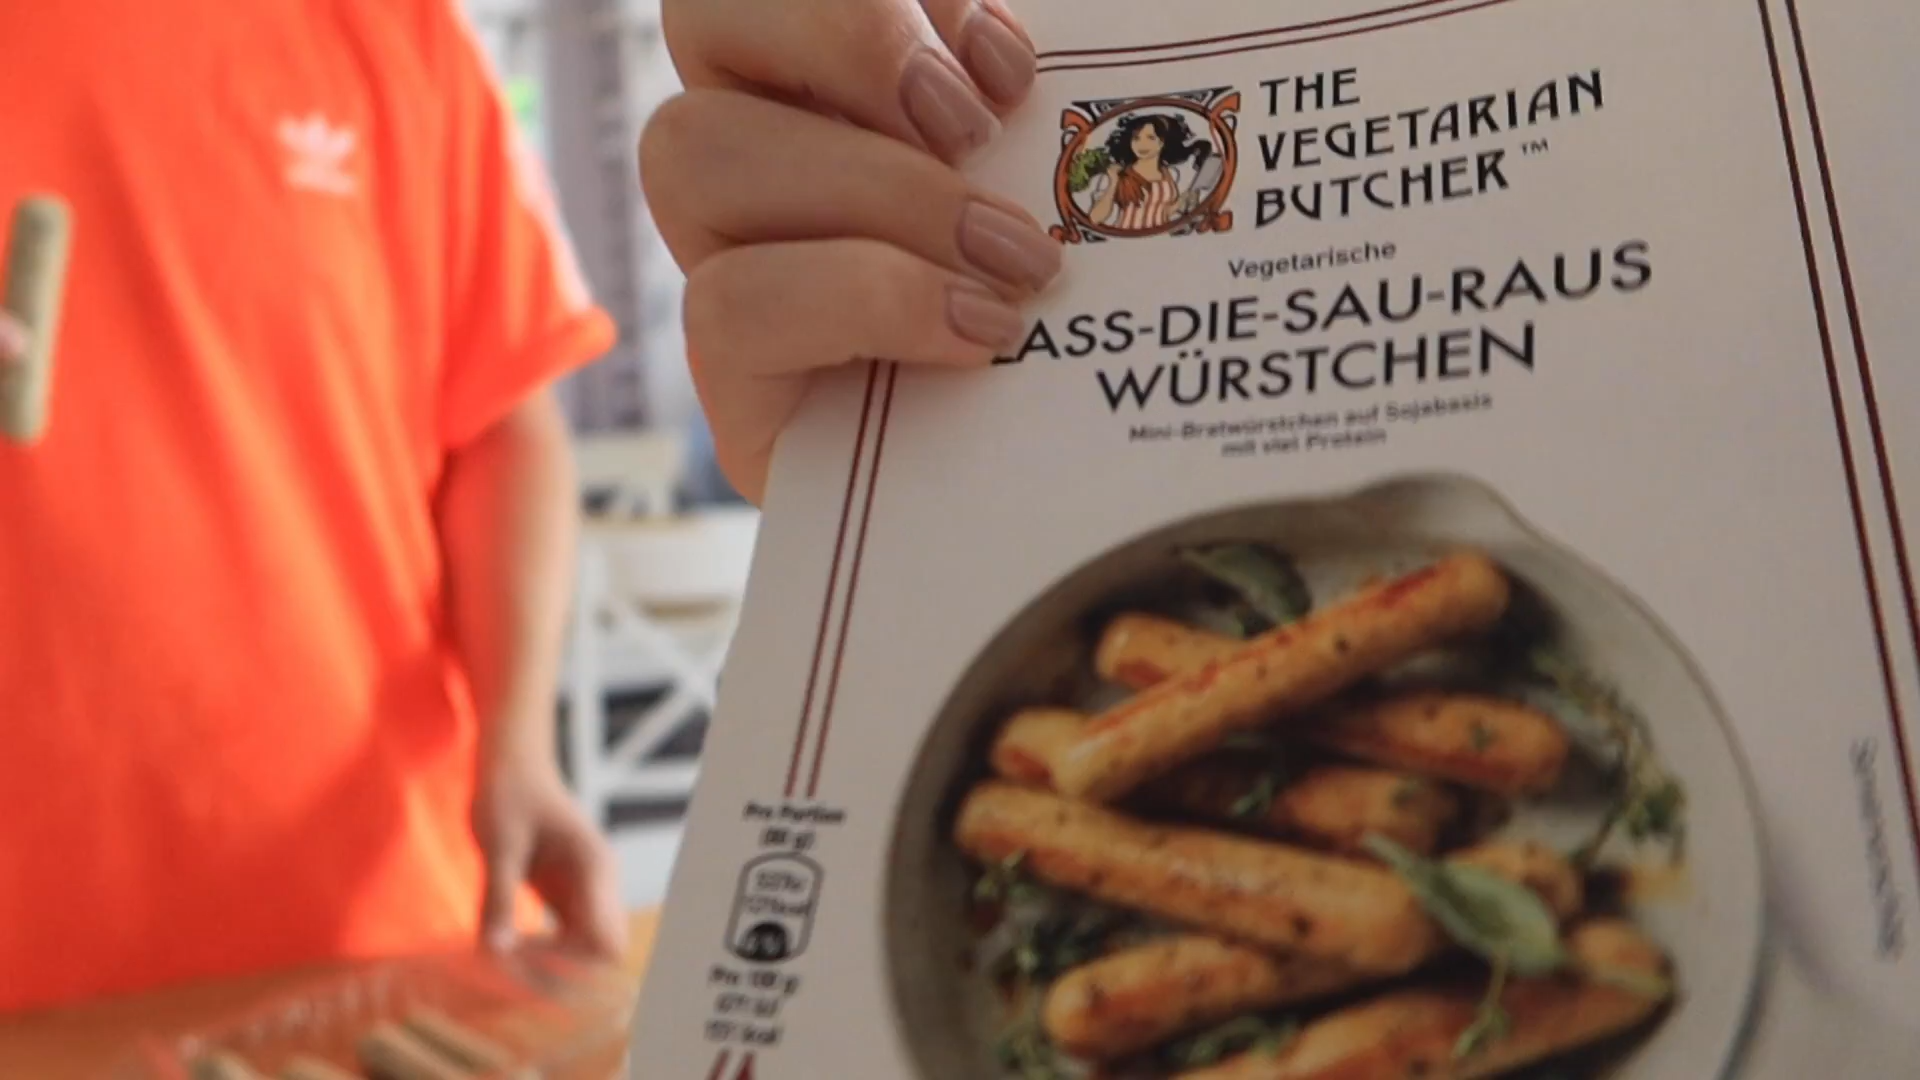 THE
VEGETARIAN
BUTCHER™
Vegetarische
LASS-DIE-SAU-RAUS
WÜRSTCHEN
Mini-Bratwürstchen auf Sojabasis
mit viel Protein
Pro Portion
Pro 100 g